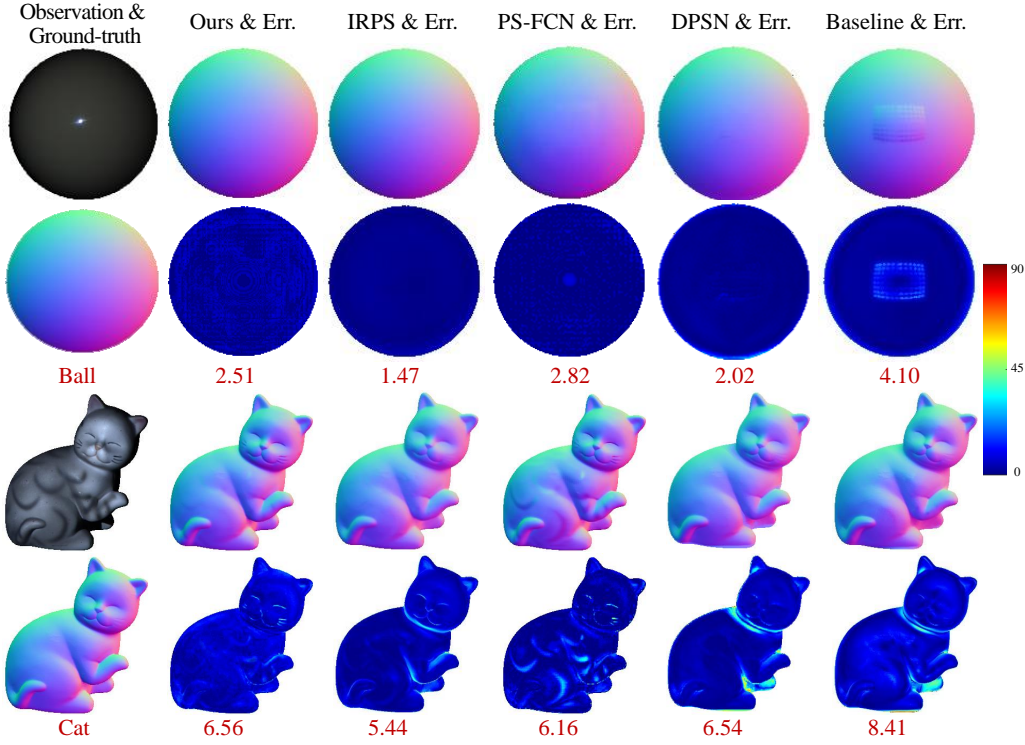 Observation &
Ground-truth
Ours & Err.
IRPS & Err.
PS-FCN & Err.
DPSN & Err.
Baseline & Err.
90
45
0
Ball
2.51
1.47
2.82
2.02
4.10
Cat
6.56
5.44
6.16
6.54
8.41